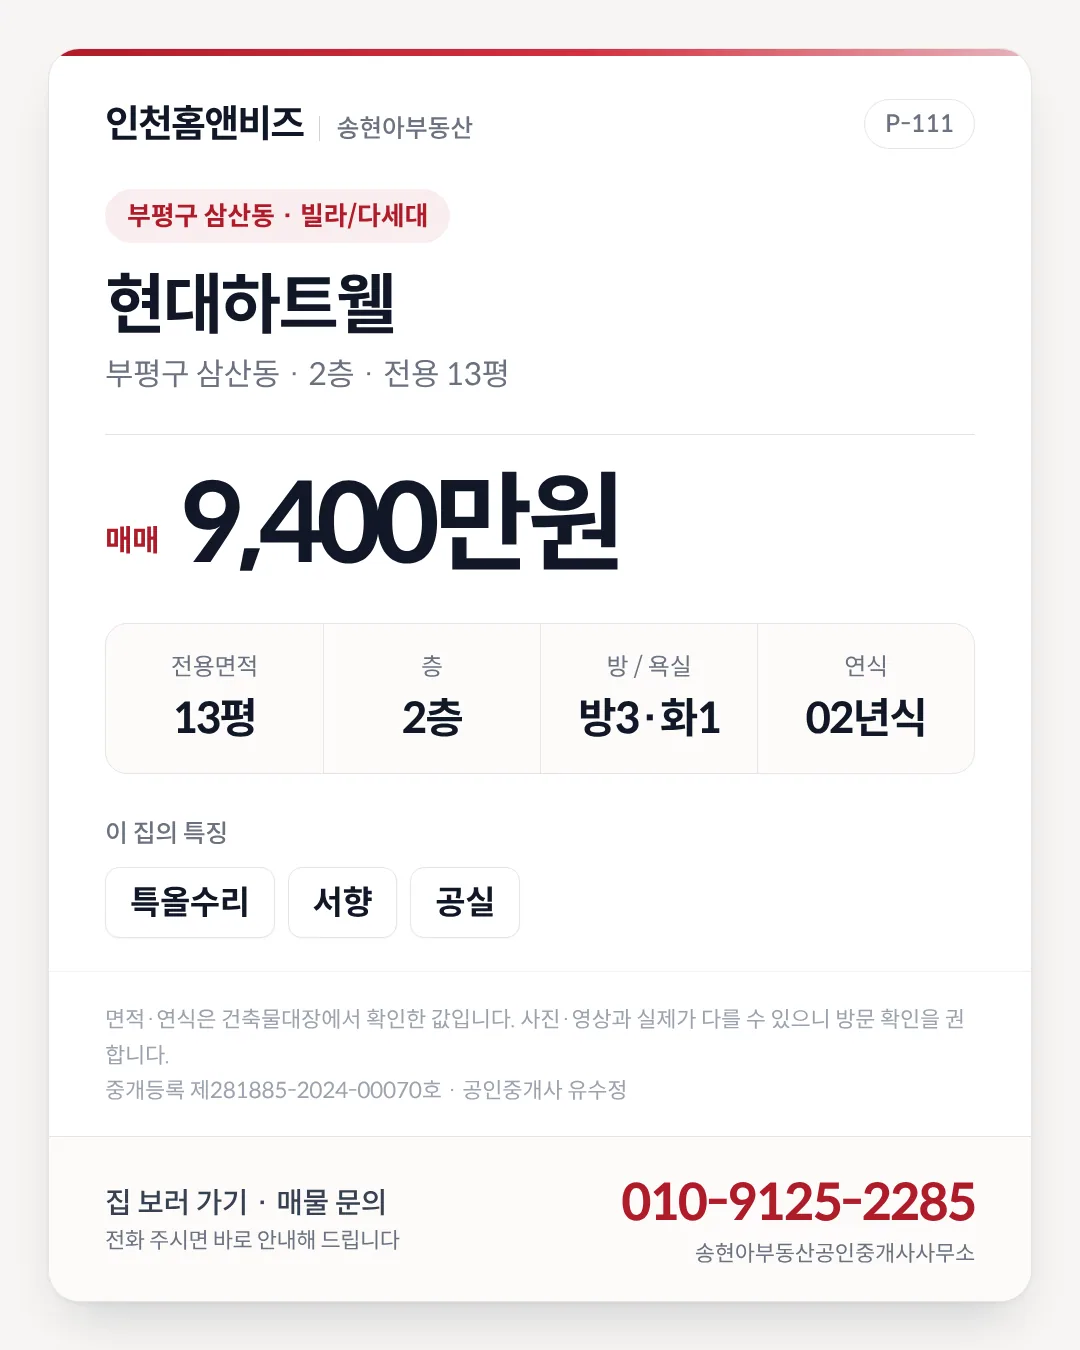 인천홈앤비즈 송현아부동산 P-111
부평구 삼산동 · 빌라/다세대
현대하트웰
부평구 삼산동 · 2층 · 전용 13평
매매 9,400만원
전용면적 층 방 / 욕실 연식
13평 2층 방3·화1 02년식
이 집의 특징
특올수리 서향 공실
면적·연식은 건축물대장에서 확인한 값입니다. 사진·영상과 실제가 다를 수 있으니 방문 확인을 권
합니다.
중개등록 제281885-2024-00070호 · 공인중개사 유수정
집 보러 가기 · 매물 문의 010-9125-2285
전화 주시면 바로 안내해 드립니다 송현아부동산공인중개사사무소